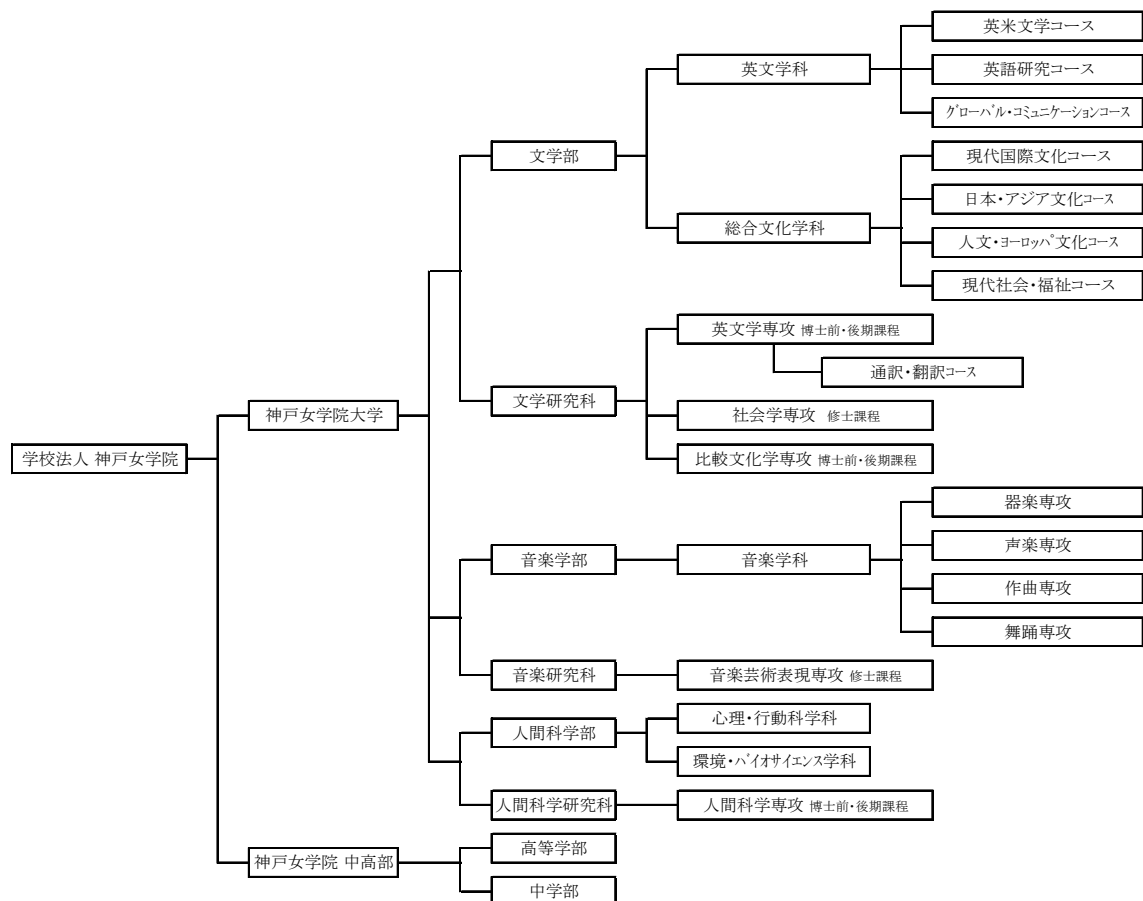 学校法人 神戸女学院
神戸女学院大学
文学部
英文学科
英米文学コース
英語研究コース
グローバル・コミュニケーションコース
総合文化学科
現代国際文化コース
日本・アジア文化コース
人文・ヨーロッパ文化コース
現代社会・福祉コース
文学研究科
英文学専攻 博士前・後期課程
通訳・翻訳コース
社会学専攻 修士課程
比較文化学専攻 博士前・後期課程
音楽学部
音楽学科
器楽専攻
声楽専攻
作曲専攻
舞踊専攻
音楽研究科
音楽芸術表現専攻 修士課程
人間科学部
心理・行動科学科
環境・バイオサイエンス学科
人間科学研究科
人間科学専攻 博士前・後期課程
神戸女学院 中高部
高等学部
中学部